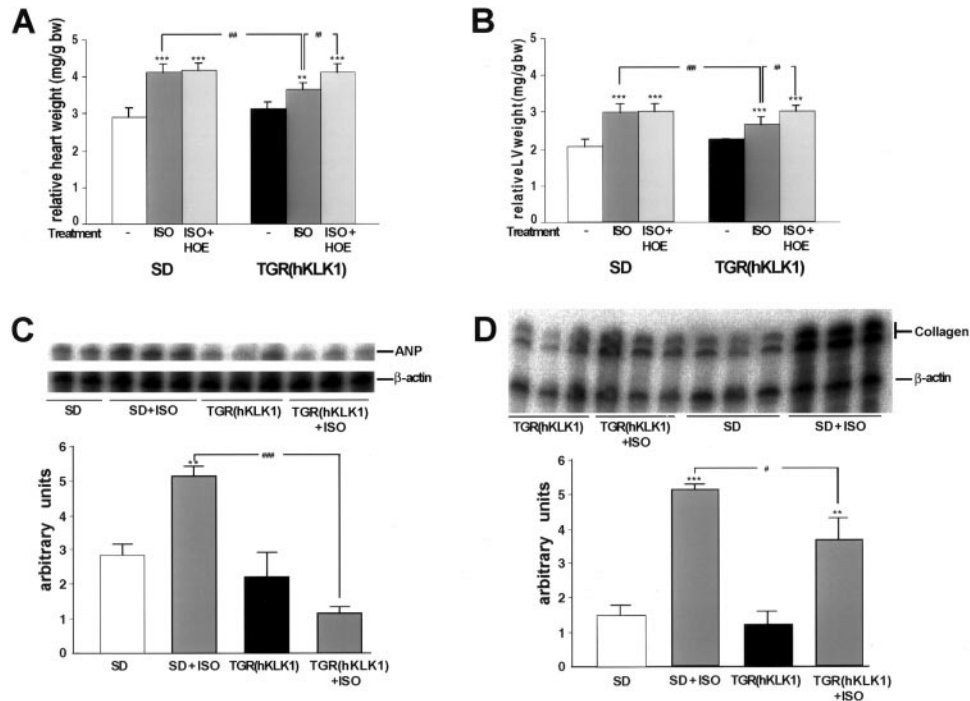 A
relative heart weight (mg/g bw)
5
4
3
2
1
0
***
***
**
***
##
#
Treatment
-
ISO
ISO+
HOE
-
ISO
ISO+
HOE
SD
TGR(hKLK1)
B
relative LV weight (mg/gbw)
5
4
3
2
1
0
***
***
***
***
##
#
Treatment
-
ISO
ISO+
HOE
-
ISO
ISO+
HOE
SD
TGR(hKLK1)
C
ANP
β-actin
SD
SD+ISO
TGR(hKLK1)
TGR(hKLK1)
+ISO
arbitrary units
6
5
4
3
2
1
0
**
###
SD
SD+ISO
TGR(hKLK1)
TGR(hKLK1)
+ISO
D
Collagen
β-actin
TGR(hKLK1)
TGR(hKLK1)
+ISO
SD
SD+ISO
arbitrary units
6
5
4
3
2
1
0
***
#
**
SD
SD+ISO
TGR(hKLK1)
TGR(hKLK1)
+ISO